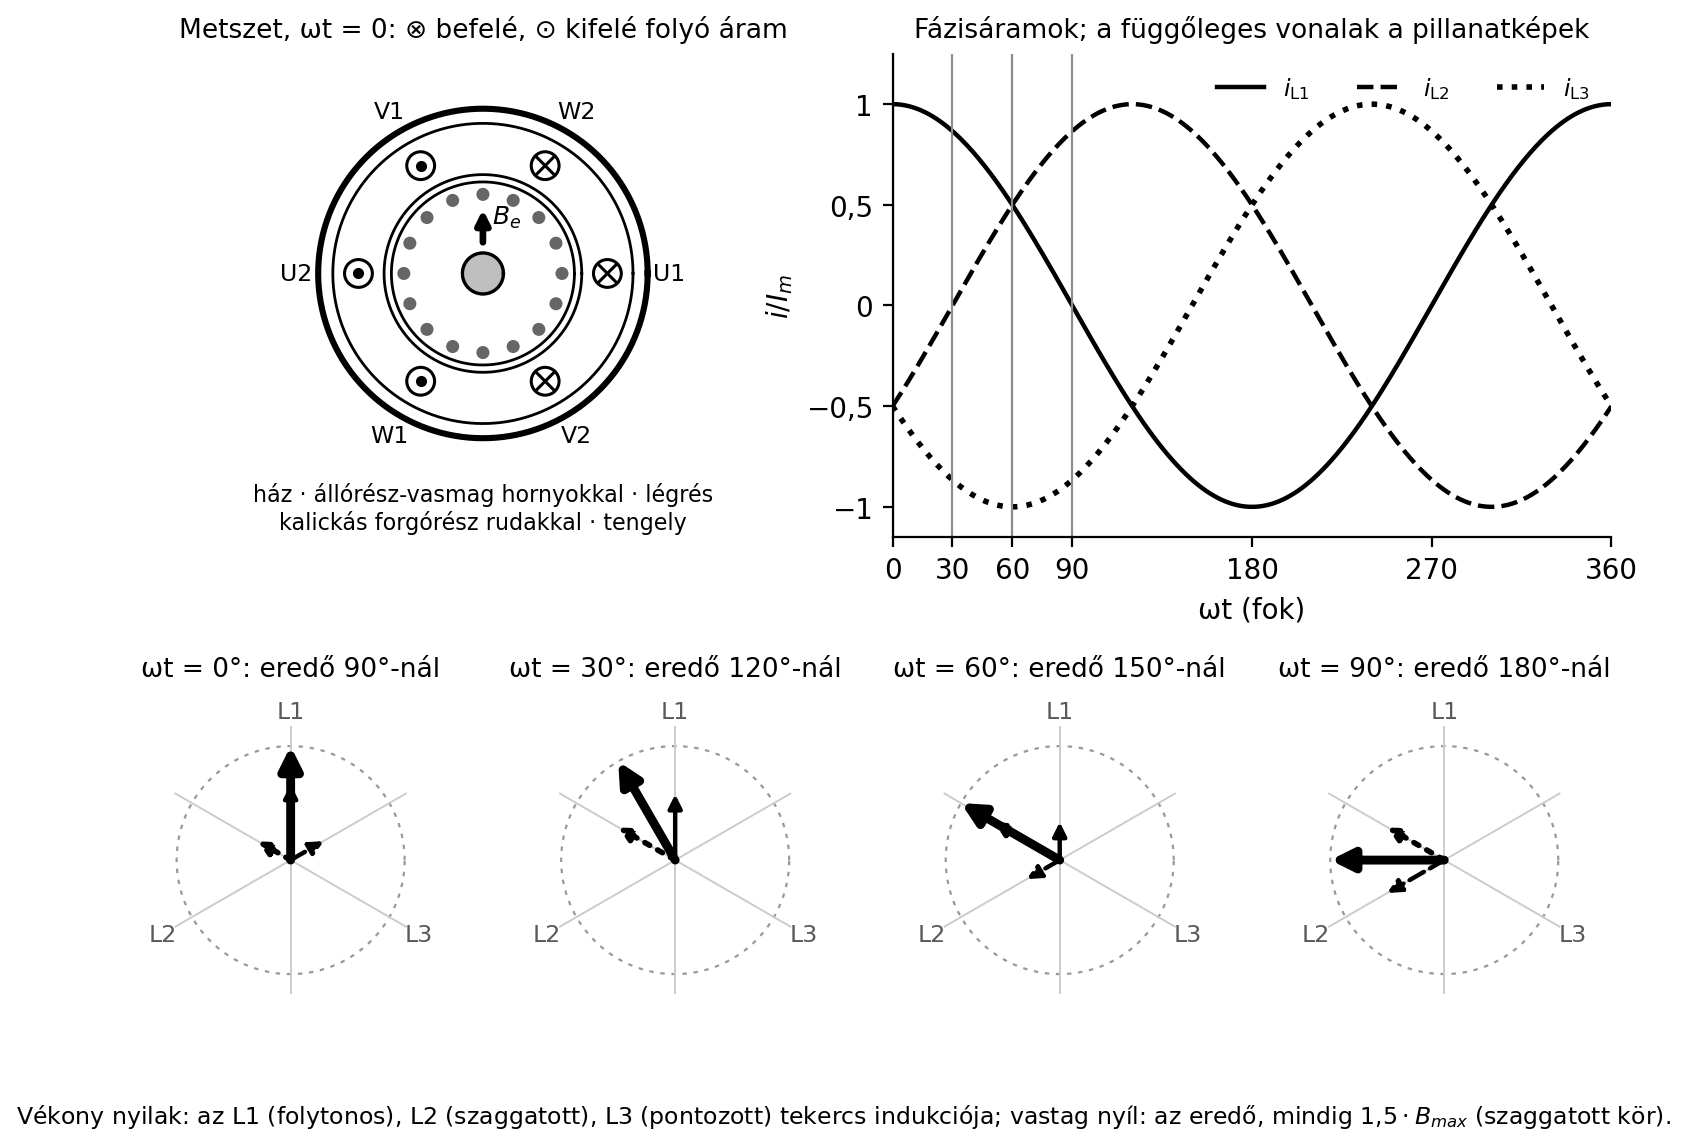 Metszet, ωt = 0: ⊗ befelé, ⊙ kifelé folyó áram
V1
W2
B_e
U2
U1
W1
V2
ház · állórész-vasmag hornyokkal · légrés
kalickás forgórész rudakkal · tengely
Fázisáramok; a függőleges vonalak a pillanatképek
i_L1
i_L2
i_L3
1
0,5
0
−0,5
−1
i/I_m
0
30
60
90
180
270
360
ωt (fok)
ωt = 0°: eredő 90°-nál
L1
L2
L3
ωt = 30°: eredő 120°-nál
L1
L2
L3
ωt = 60°: eredő 150°-nál
L1
L2
L3
ωt = 90°: eredő 180°-nál
L1
L2
L3
Vékony nyilak: az L1 (folytonos), L2 (szaggatott), L3 (pontozott) tekercs indukciója; vastag nyíl: az eredő, mindig 1,5 · B_max (szaggatott kör).